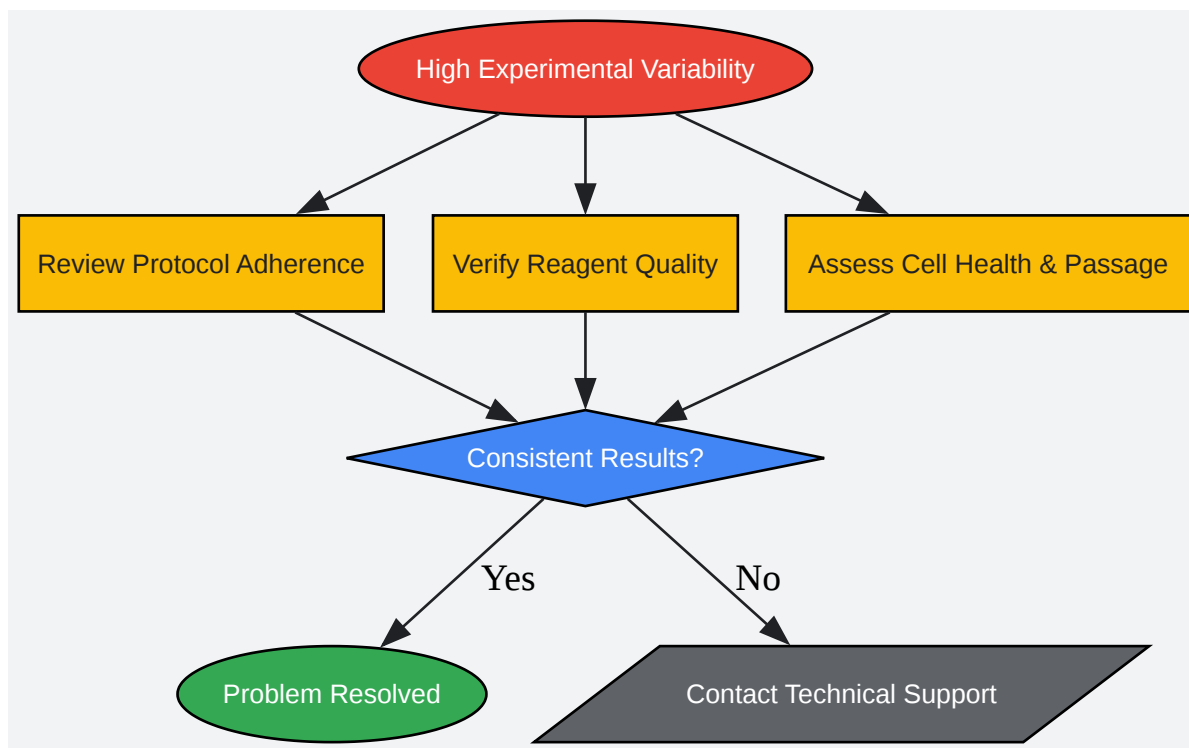 High Experimental Variability
Review Protocol Adherence
Verify Reagent Quality
Assess Cell Health & Passage
Consistent Results?
Yes
No
Problem Resolved
Contact Technical Support